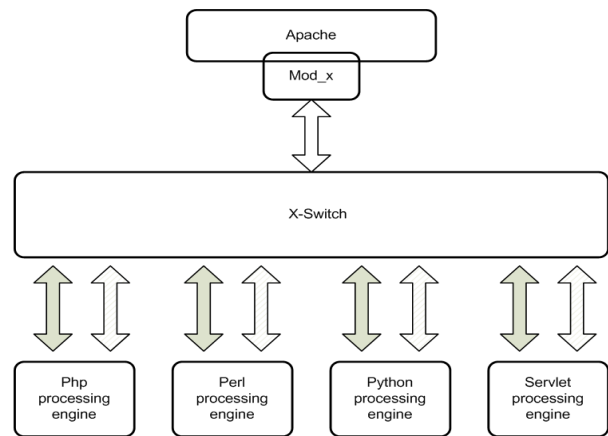 Apache
Mod_x
X-Switch
Php
processing
engine
Perl
processing
engine
Python
processing
engine
Servlet
processing
engine